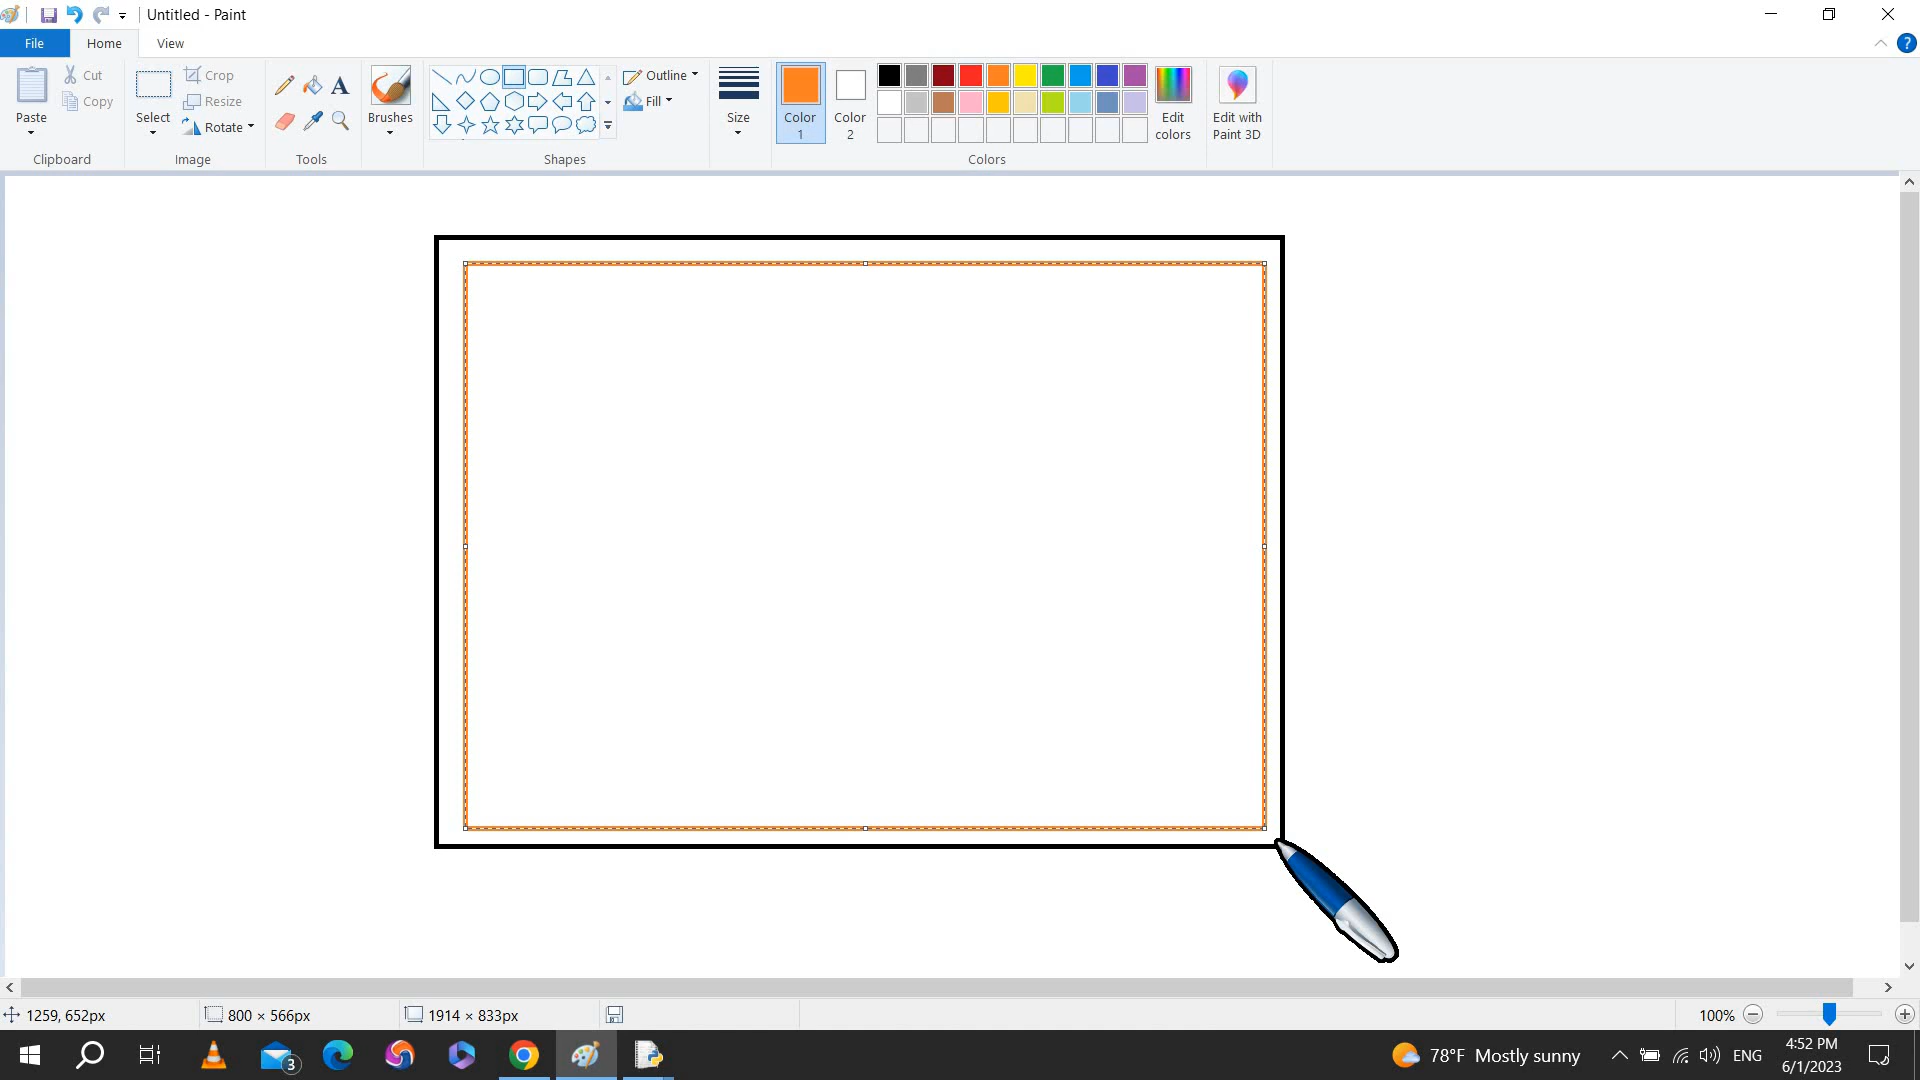 Untitled - Paint
File Home View
Paste
Cut
Copy
Clipboard
Select
Crop
Resize
Rotate
Image
A
Tools
Brushes
Outline
Fill
Shapes
Size
Color 1
Color 2
Edit colors
Colors
Edit with Paint 3D
?
1259, 652px
800 × 566px
1914 × 833px
100%
3
78°F Mostly sunny
ENG
4:52 PM
6/1/2023